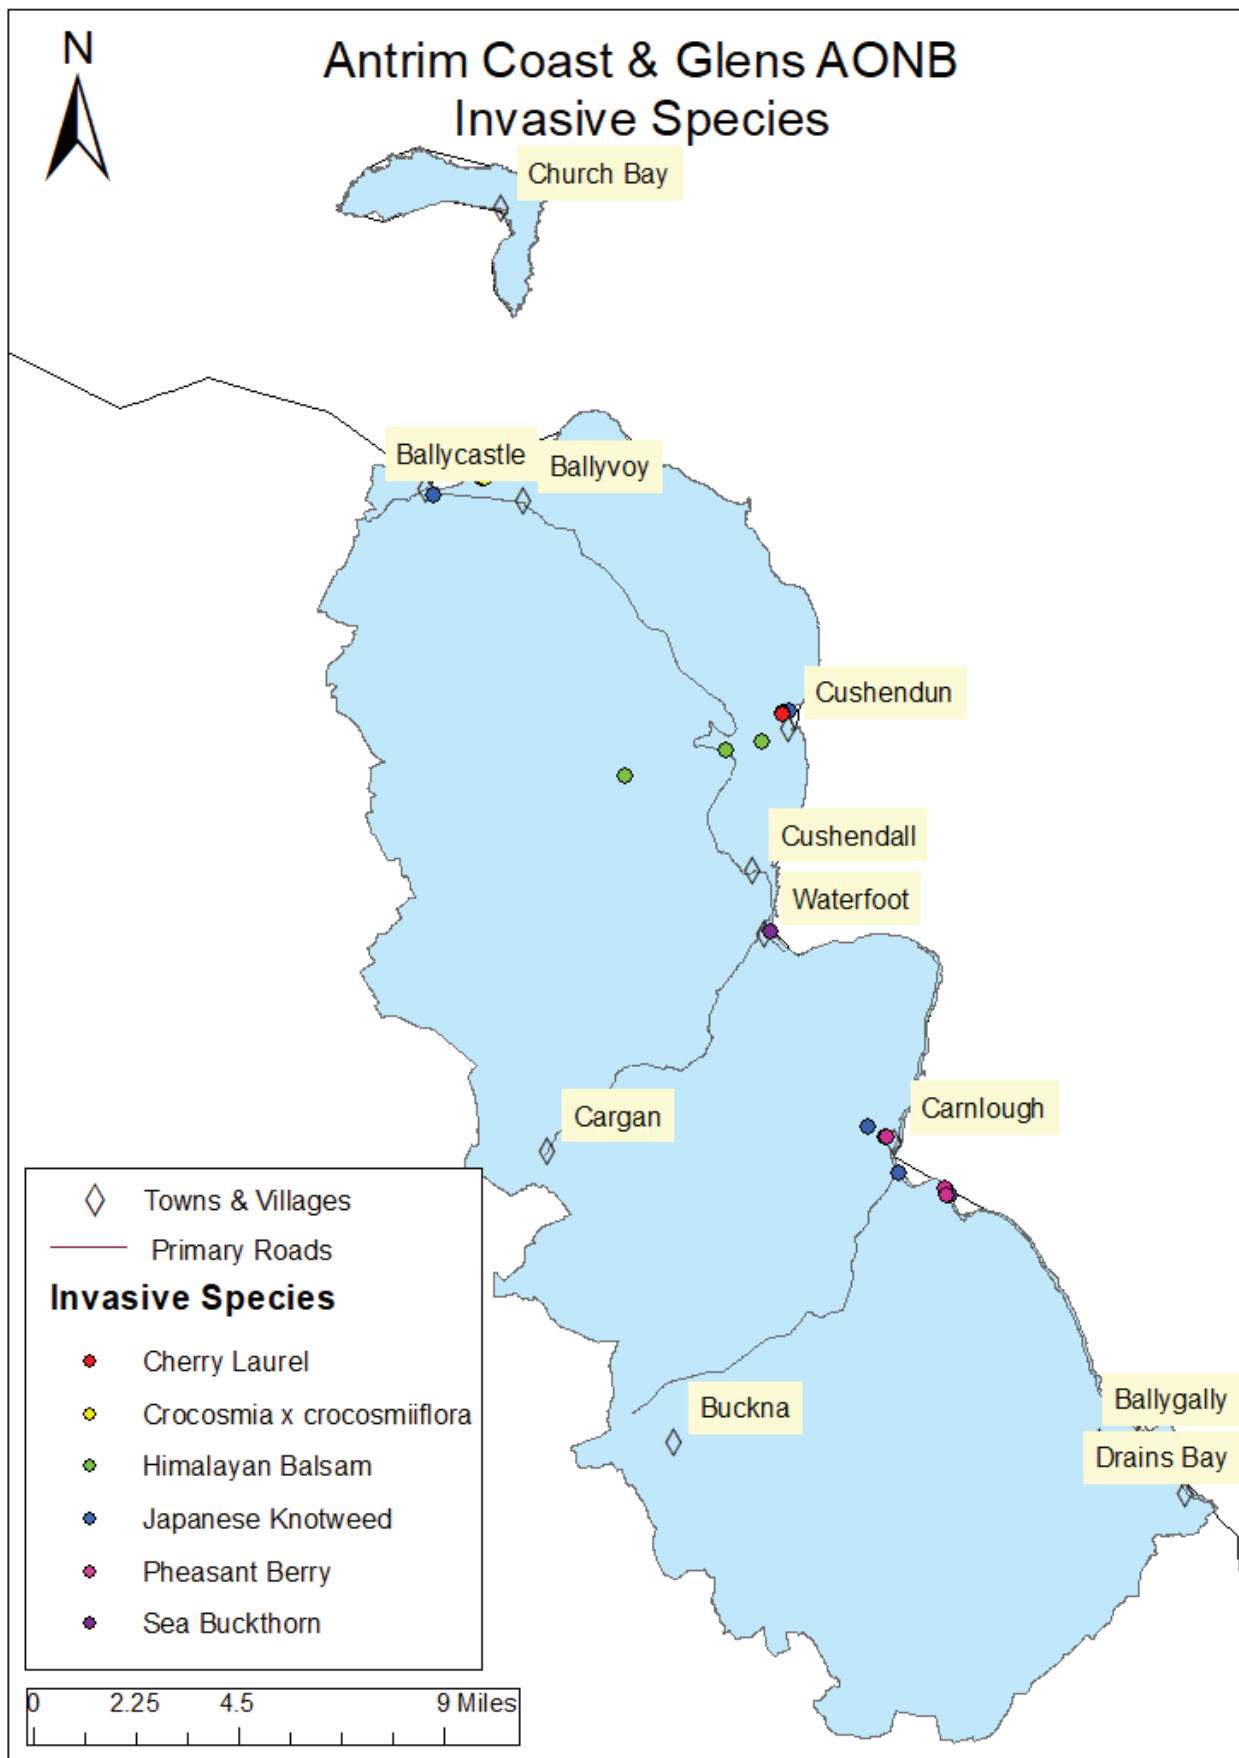 N
Antrim Coast & Glens AONB
Invasive Species
Church Bay
Ballycastle
Ballyvoy
Cushendun
Cushendall
Waterfoot
Carnlough
Cargan
Buckna
Ballygally
Drains Bay
Towns & Villages
Primary Roads
Invasive Species
Cherry Laurel
Crocosmia x crocosmiiflora
Himalayan Balsam
Japanese Knotweed
Pheasant Berry
Sea Buckthorn
0 2.25 4.5 9 Miles